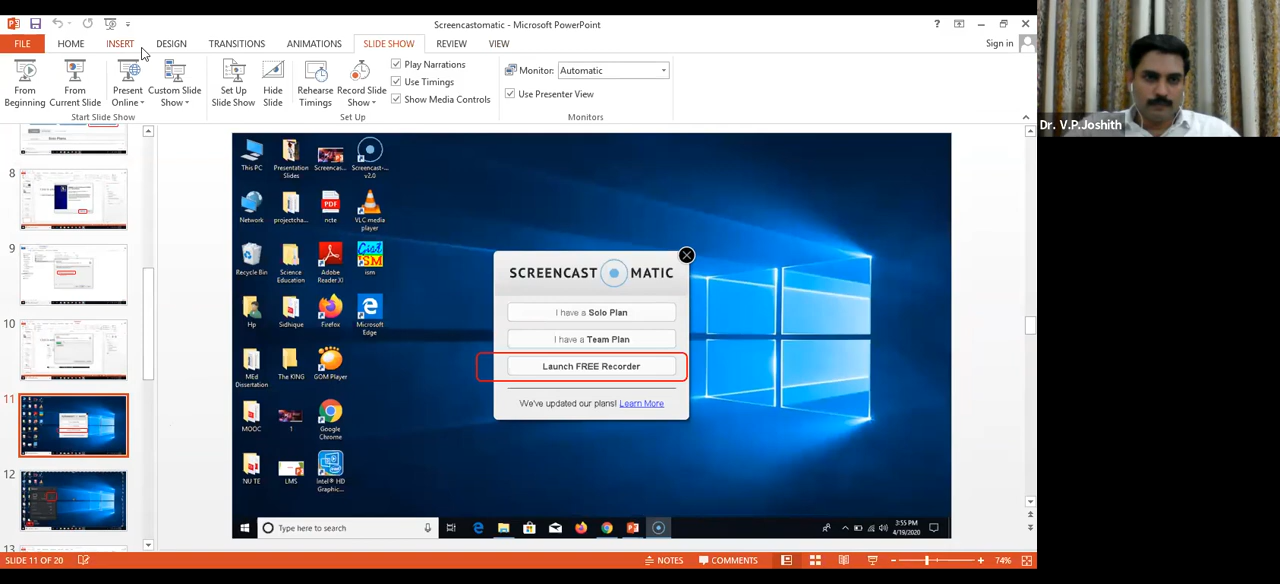 Screencastomatic - Microsoft PowerPoint
FILE HOME INSERT DESIGN TRANSITIONS ANIMATIONS SLIDE SHOW REVIEW VIEW Sign in
From Beginning
From Current Slide
Present Online
Custom Slide Show
Set Up Slide Show
Hide Slide
Rehearse Timings
Record Slide Show
Play Narrations
Use Timings
Show Media Controls
Monitor: Automatic
Use Presenter View
Start Slide Show Set Up Monitors
Dr. V.P.Joshith
8
9
10
11
12
13
This PC
Presentation Slides
Screencas...
Screencast-... v2.0
Network
projectcha...
ncte
VLC media player
Recycle Bin
Science Education
Adobe Reader XI
ism
Hp
Sidhique
Firefox
Microsoft Edge
MEd Dissertation
The KING
GOM Player
MOOC
1
Google Chrome
NU TE
LMS
Intel® HD Graphic...
SCREENCAST MATIC
I have a Solo Plan
I have a Team Plan
Launch FREE Recorder
We've updated our plans! Learn More
Type here to search
3:55 PM
4/19/2020
SLIDE 11 OF 20 NOTES COMMENTS 74%